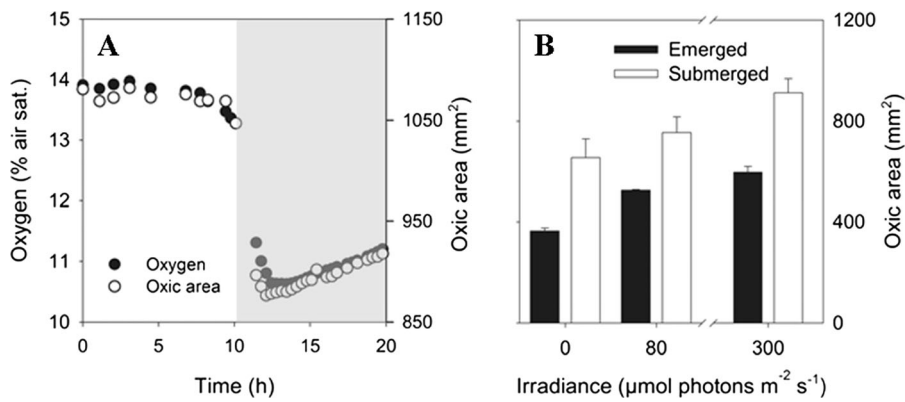 A
15
14
13
12
11
10
Oxygen (% air sat.)
Oxygen
Oxic area
0
5
10
15
20
Time (h)
1150
1050
950
850
Oxic area (mm²)
B
Emerged
Submerged
0
80
300
Irradiance (µmol photons m⁻² s⁻¹)
1200
800
400
0
Oxic area (mm²)